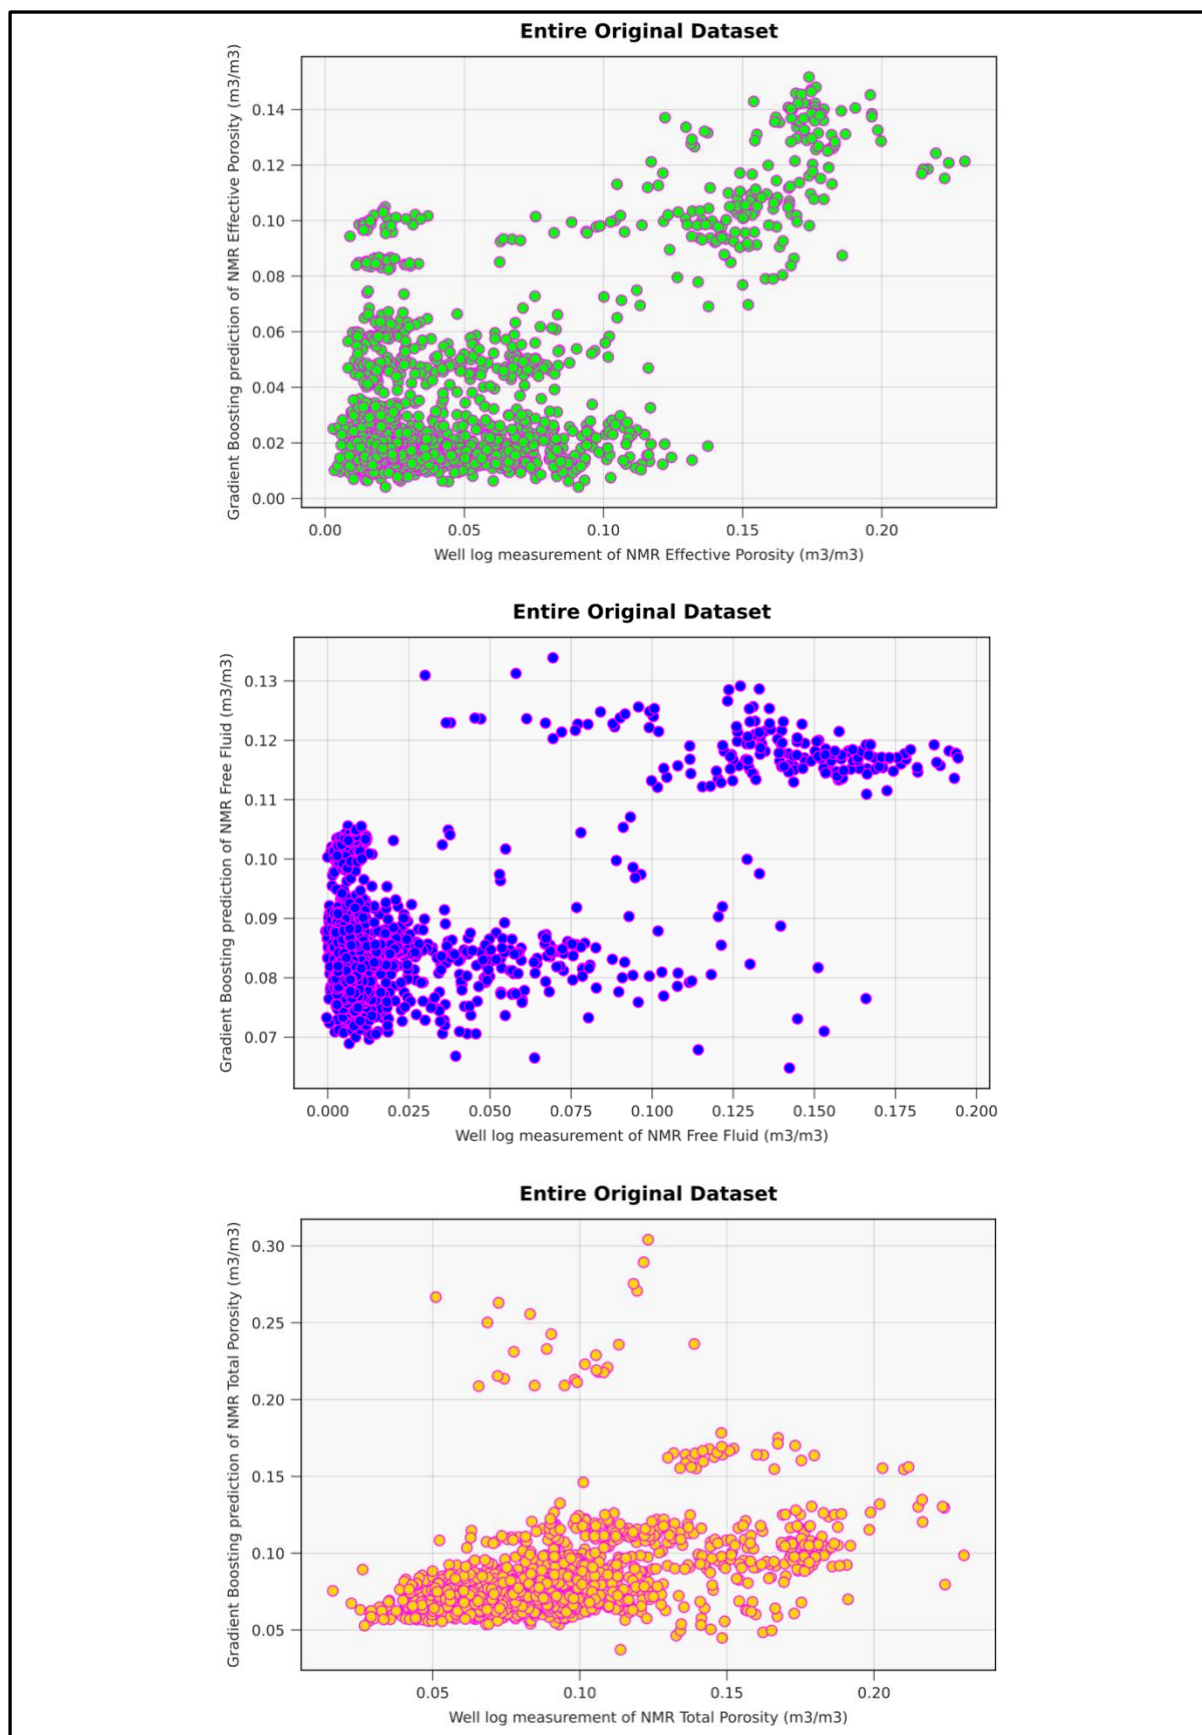 Entire Original Dataset
Gradient Boosting prediction of NMR Effective Porosity (m3/m3)
0.14
0.12
0.10
0.08
0.06
0.04
0.02
0.00
0.00 0.05 0.10 0.15 0.20
Well log measurement of NMR Effective Porosity (m3/m3)
Entire Original Dataset
Gradient Boosting prediction of NMR Free Fluid (m3/m3)
0.13
0.12
0.11
0.10
0.09
0.08
0.07
0.000 0.025 0.050 0.075 0.100 0.125 0.150 0.175 0.200
Well log measurement of NMR Free Fluid (m3/m3)
Entire Original Dataset
Gradient Boosting prediction of NMR Total Porosity (m3/m3)
0.30
0.25
0.20
0.15
0.10
0.05
0.05 0.10 0.15 0.20
Well log measurement of NMR Total Porosity (m3/m3)